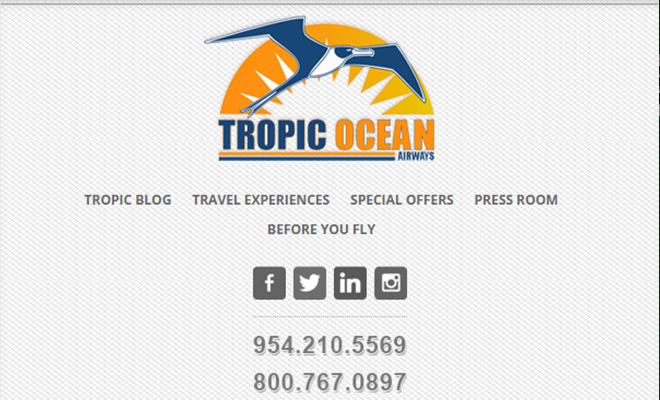 TROPIC OCEAN
AIRWAYS
TROPIC BLOG TRAVEL EXPERIENCES SPECIAL OFFERS PRESS ROOM
BEFORE YOU FLY
f in
954.210.5569
800.767.0897